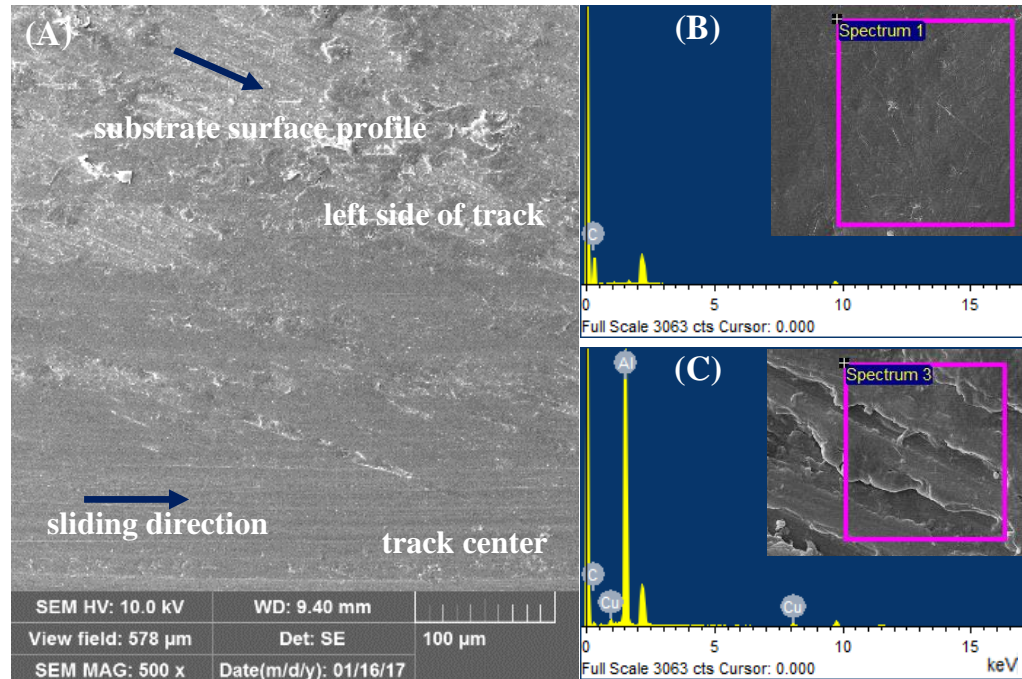 (A)
substrate surface profile
left side of track
sliding direction
track center
SEM HV: 10.0 kV
WD: 9.40 mm
View field: 578 µm
Det: SE
100 µm
SEM MAG: 500 x
Date(m/d/y): 01/16/17
(B)
Spectrum 1
C
0
5
10
15
Full Scale 3063 cts Cursor: 0.000
(C)
Spectrum 3
Al
C
Cu
Cu
0
5
10
15
Full Scale 3063 cts Cursor: 0.000
keV